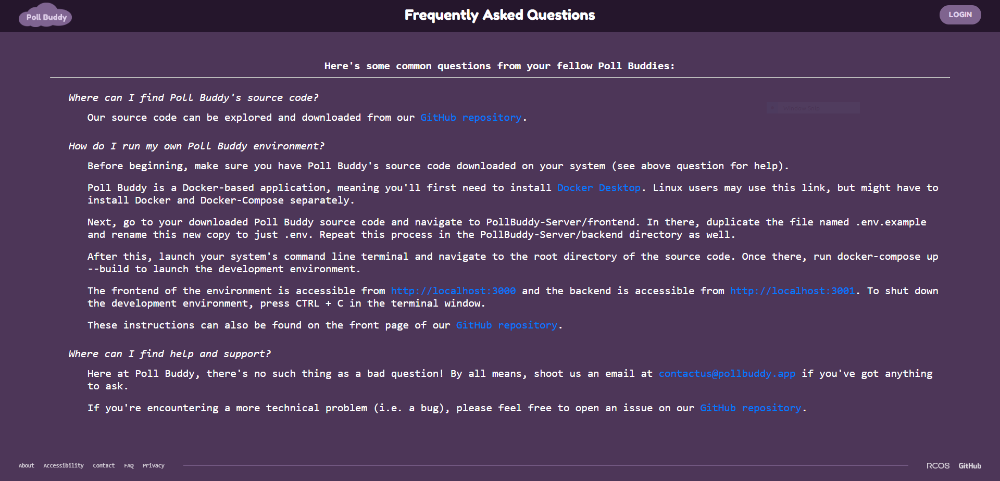 Poll Buddy
Frequently Asked Questions
LOGIN
Here's some common questions from your fellow Poll Buddies:
Where can I find Poll Buddy's source code?
Our source code can be explored and downloaded from our GitHub repository.
How do I run my own Poll Buddy environment?
Before beginning, make sure you have Poll Buddy's source code downloaded on your system (see above question for help).
Poll Buddy is a Docker-based application, meaning you'll first need to install Docker Desktop. Linux users may use this link, but might have to
install Docker and Docker-Compose separately.
Next, go to your downloaded Poll Buddy source code and navigate to PollBuddy-Server/frontend. In there, duplicate the file named .env.example
and rename this new copy to just .env. Repeat this process in the PollBuddy-Server/backend directory as well.
After this, launch your system's command line terminal and navigate to the root directory of the source code. Once there, run docker-compose up
--build to launch the development environment.
The frontend of the environment is accessible from http://localhost:3000 and the backend is accessible from http://localhost:3001. To shut down
the development environment, press CTRL + C in the terminal window.
These instructions can also be found on the front page of our GitHub repository.
Where can I find help and support?
Here at Poll Buddy, there's no such thing as a bad question! By all means, shoot us an email at contactus@pollbuddy.app if you've got anything
to ask.
If you're encountering a more technical problem (i.e. a bug), please feel free to open an issue on our GitHub repository.
About Accessibility Contact FAQ Privacy
RCOS GitHub